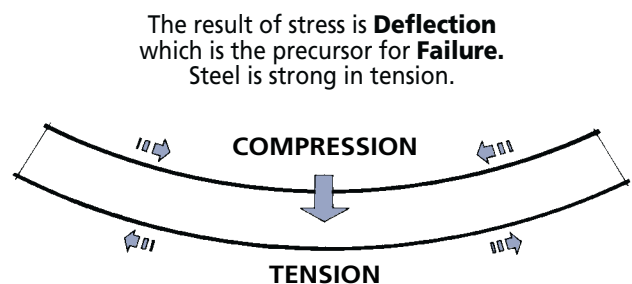 The result of stress is Deflection
which is the precursor for Failure.
Steel is strong in tension.
COMPRESSION
TENSION